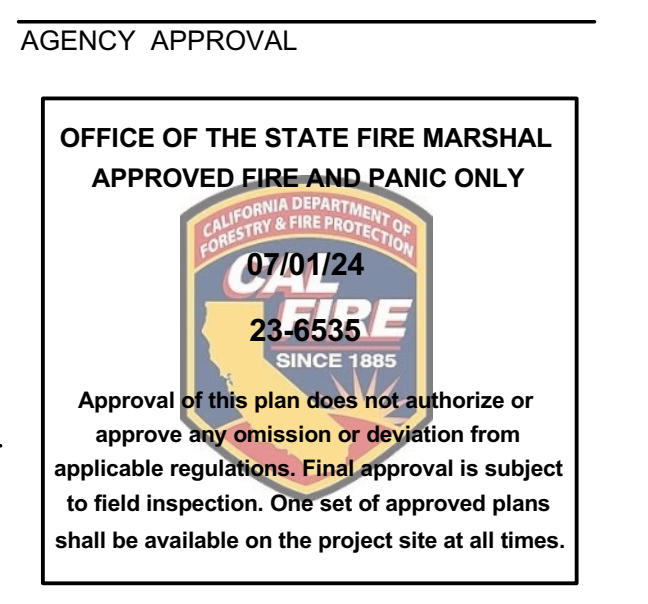 AGENCY APPROVAL
OFFICE OF THE STATE FIRE MARSHAL
APPROVED FIRE AND PANIC ONLY
CALIFORNIA DEPARTMENT OF
FORESTRY & FIRE PROTECTION
07/01/24
CAL
FIRE
23-6535
SINCE 1885
Approval of this plan does not authorize or
approve any omission or deviation from
applicable regulations. Final approval is subject
to field inspection. One set of approved plans
shall be available on the project site at all times.